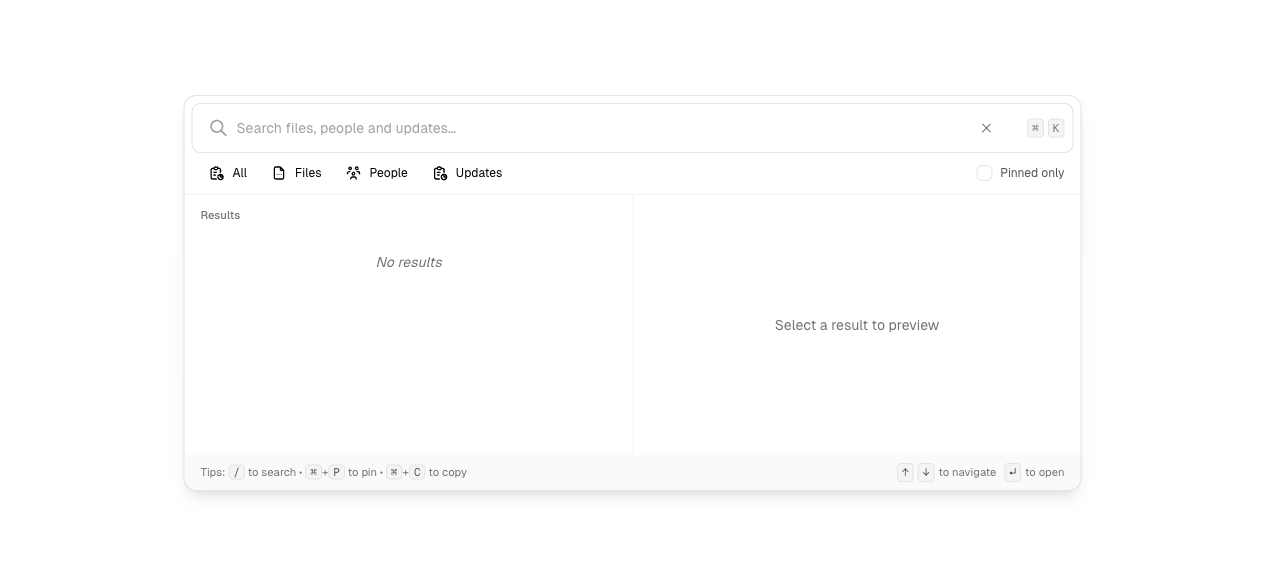 Search files, people and updates... ⌘ K
All Files People Updates Pinned only
Results
No results
Select a result to preview
Tips: / to search • ⌘ + P to pin • ⌘ + C to copy ↑ ↓ to navigate ↵ to open